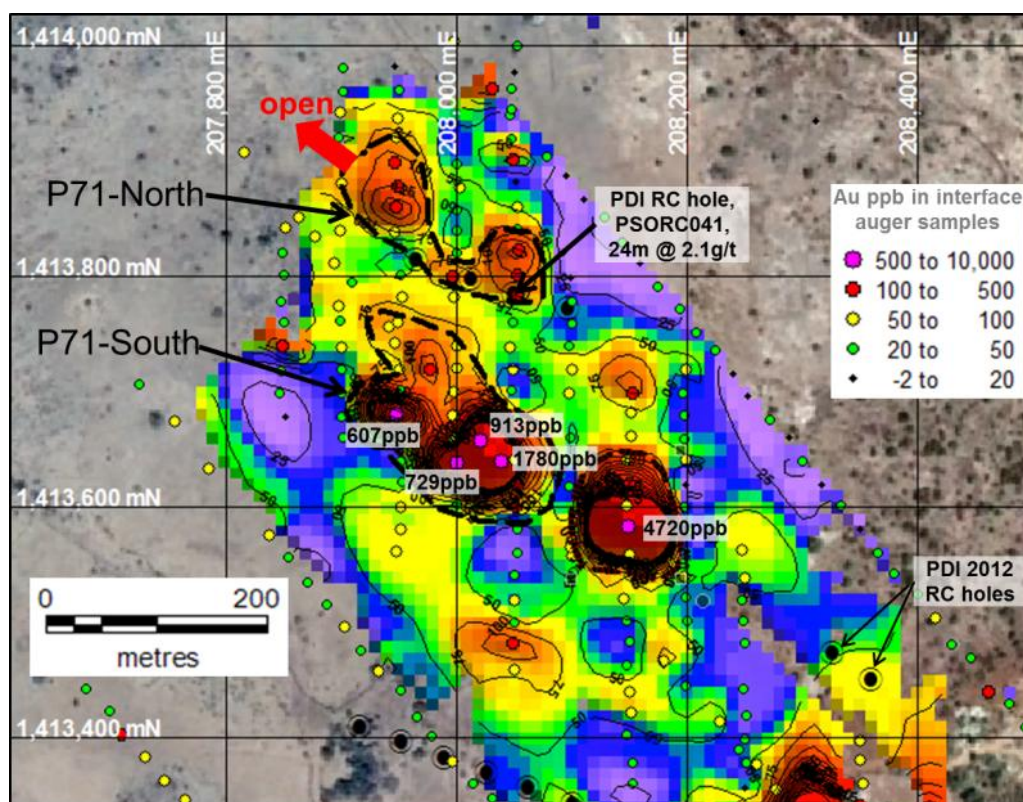 1,414,000 mN
207,800 mE
208,000 mE
208,200 mE
208,400 mE
open
P71-North
PDI RC hole,
PSORC041,
24m @ 2.1g/t
Au ppb in interface
auger samples
500 to 10,000
100 to 500
50 to 100
20 to 50
-2 to 20
1,413,800 mN
P71-South
607ppb
913ppb
1780ppb
729ppb
1,413,600 mN
4720ppb
PDI 2012
RC holes
0 200
metres
1,413,400 mN